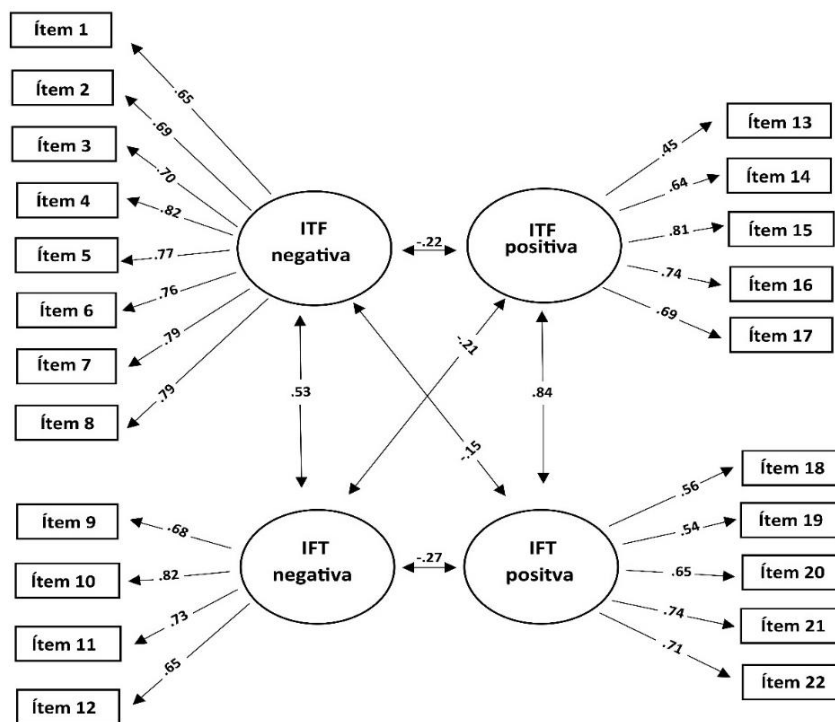 Ítem 1
Ítem 2
Ítem 3
Ítem 4
Ítem 5
Ítem 6
Ítem 7
Ítem 8
.65
.69
.70
.82
.77
.76
.79
.79
ITF
negativa
-.22
ITF
positiva
.45
.64
.81
.74
.69
Ítem 13
Ítem 14
Ítem 15
Ítem 16
Ítem 17
.53
-.21
-.15
.84
Ítem 9
Ítem 10
Ítem 11
Ítem 12
.68
.82
.73
.65
IFT
negativa
-.27
IFT
positva
.56
.54
.65
.74
.71
Ítem 18
Ítem 19
Ítem 20
Ítem 21
Ítem 22